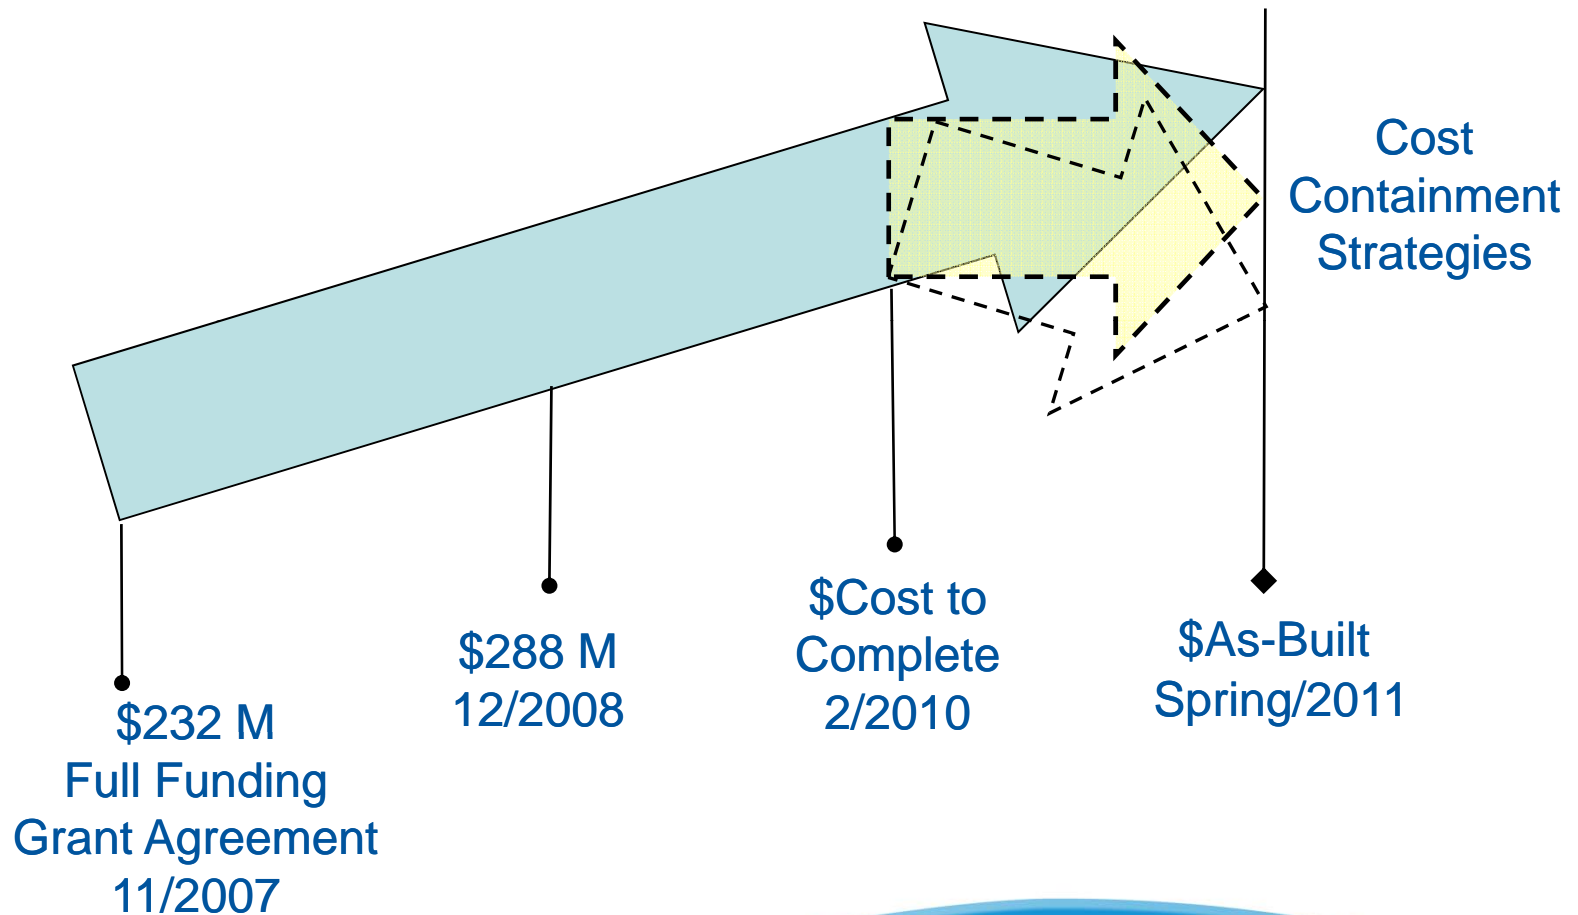 Cost
Containment
Strategies
$232 M
Full Funding
Grant Agreement
11/2007
$288 M
12/2008
$Cost to
Complete
2/2010
$As-Built
Spring/2011